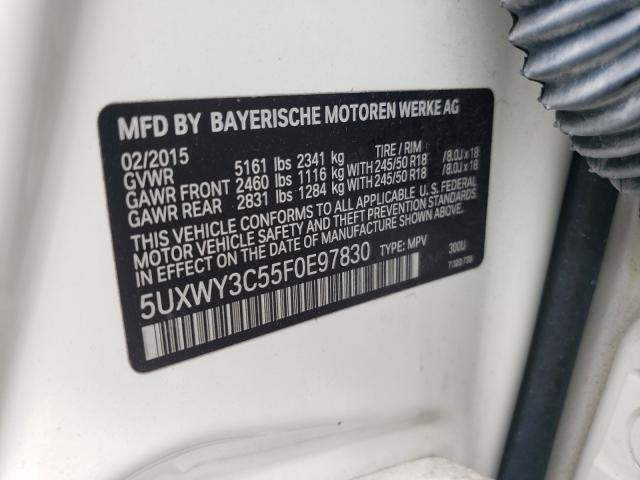 MFD BY BAYERISCHE MOTOREN WERKE AG
02/2015 TIRE / RIM
GVWR 5161 lbs 2341 kg
GAWR FRONT 2460 lbs 1116 kg WITH 245/50 R18 /8.0J x 18
GAWR REAR 2831 lbs 1284 kg WITH 245/50 R18 /8.0J x 18
THIS VEHICLE CONFORMS TO ALL APPLICABLE U.S. FEDERAL
MOTOR VEHICLE SAFETY AND THEFT PREVENTION STANDARDS
IN EFFECT ON THE DATE OF MANUFACTURE SHOWN ABOVE.
5UXWY3C55F0E97830 TYPE: MPV 300U